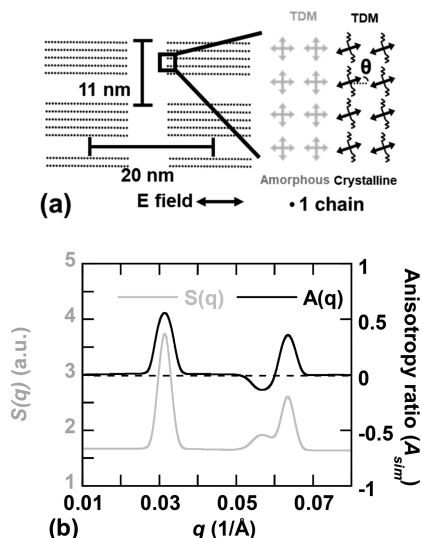 TDM TDM
θ
11 nm
20 nm
Amorphous Crystalline
(a) E field • 1 chain
5 1
S(q) A(q)
4 0.5
3 0
2 -0.5
1 -1
S(q) (a.u.)
Anisotropy ratio (A_sim)
0.01 0.03 0.05 0.07
(b) q (1/Å)